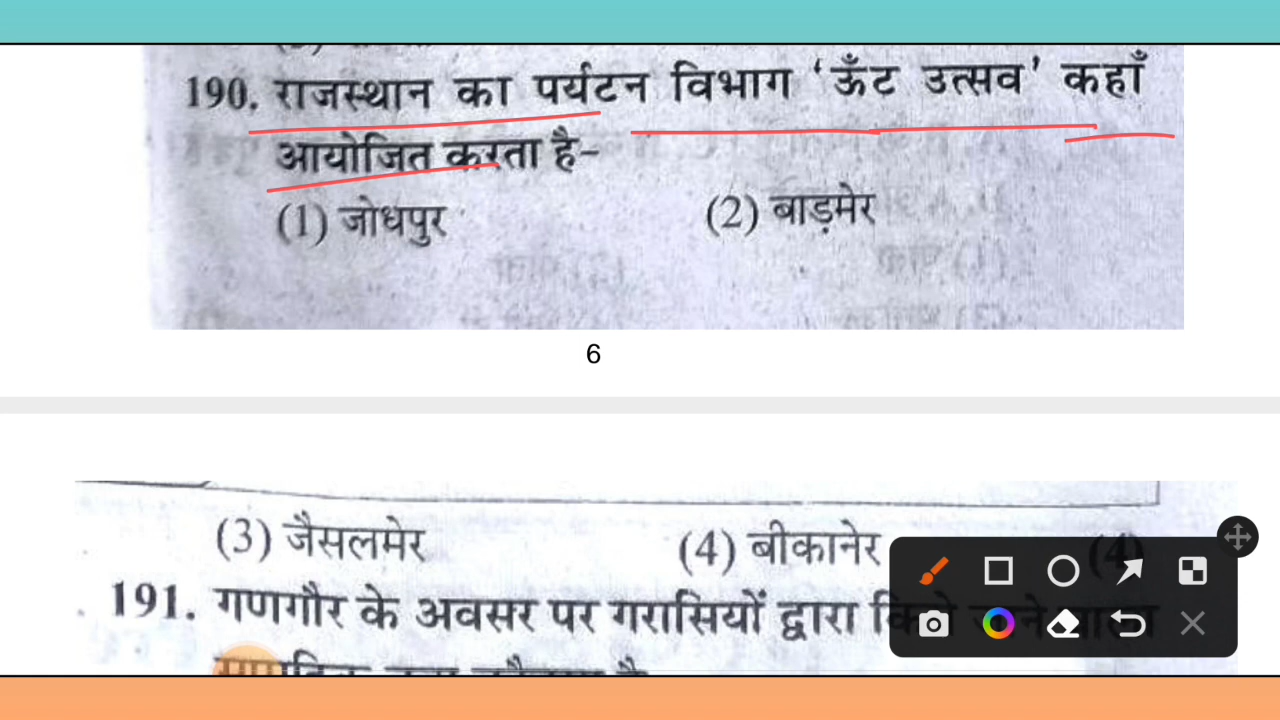 190. राजस्थान का पर्यटन विभाग 'ऊँट उत्सव' कहाँ
आयोजित करता है-
(1) जोधपुर (2) बाड़मेर
6
(3) जैसलमेर (4) बीकानेर (4)
191. गणगौर के अवसर पर गरासियों द्वारा